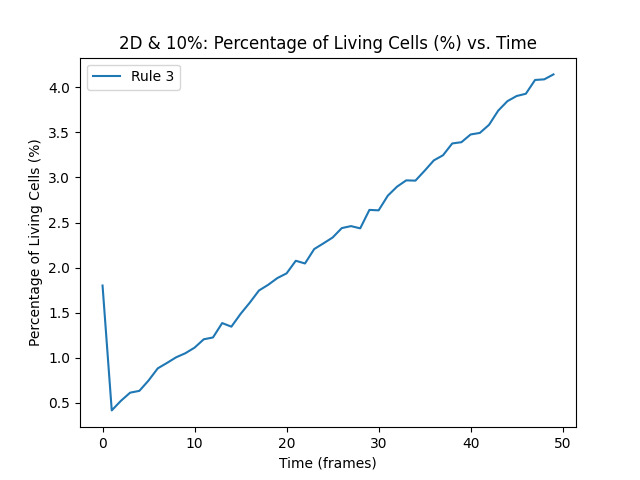 2D & 10%: Percentage of Living Cells (%) vs. Time
Rule 3
Percentage of Living Cells (%)
4.0
3.5
3.0
2.5
2.0
1.5
1.0
0.5
0 10 20 30 40 50
Time (frames)